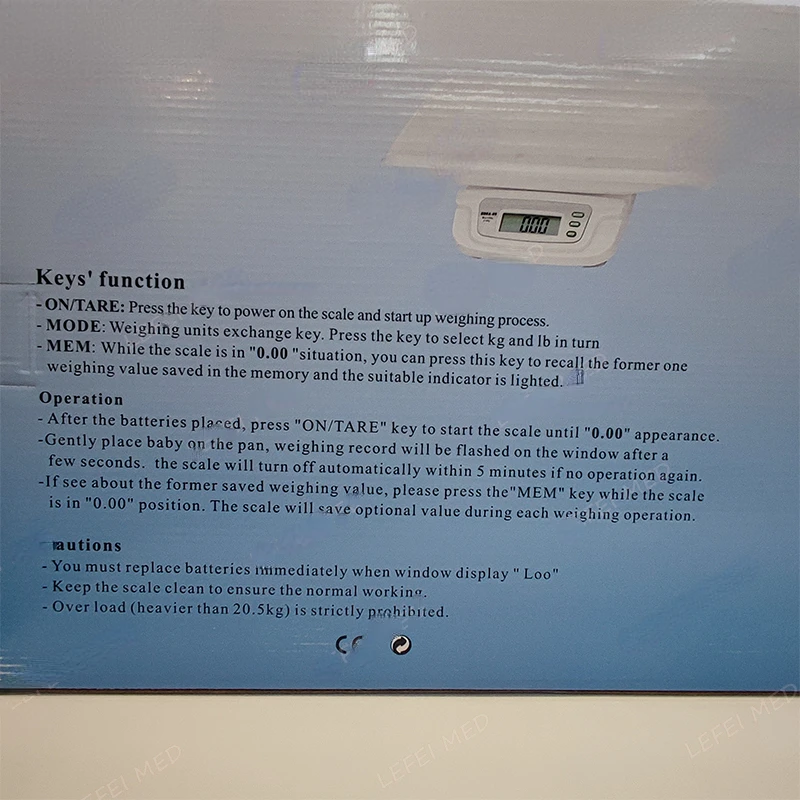 0.00
Keys' function
- ON/TARE: Press the key to power on the scale and start up weighing process.
- MODE: Weighing units exchange key. Press the key to select kg and lb in turn
- MEM: While the scale is in "0.00 "situation, you can press this key to recall the former one
weighing value saved in the memory and the suitable indicator is lighted.
Operation
- After the batteries placed, press "ON/TARE" key to start the scale until "0.00" appearance.
-Gently place baby on the pan, weighing record will be flashed on the window after a
few seconds. the scale will turn off automatically within 5 minutes if no operation again.
-If see about the former saved weighing value, please press the"MEM" key while the scale
is in "0.00" position. The scale will save optional value during each weighing operation.
autions
- You must replace batteries immediately when window display " Loo"
- Keep the scale clean to ensure the normal working.
- Over load (heavier than 20.5kg) is strictly prohibited.
CE
LEFEI MED
LEFEI MED
LEFEI MED